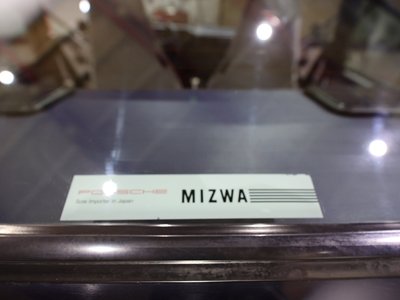 PORSCHE
Sole Importer in Japan
MIZWA